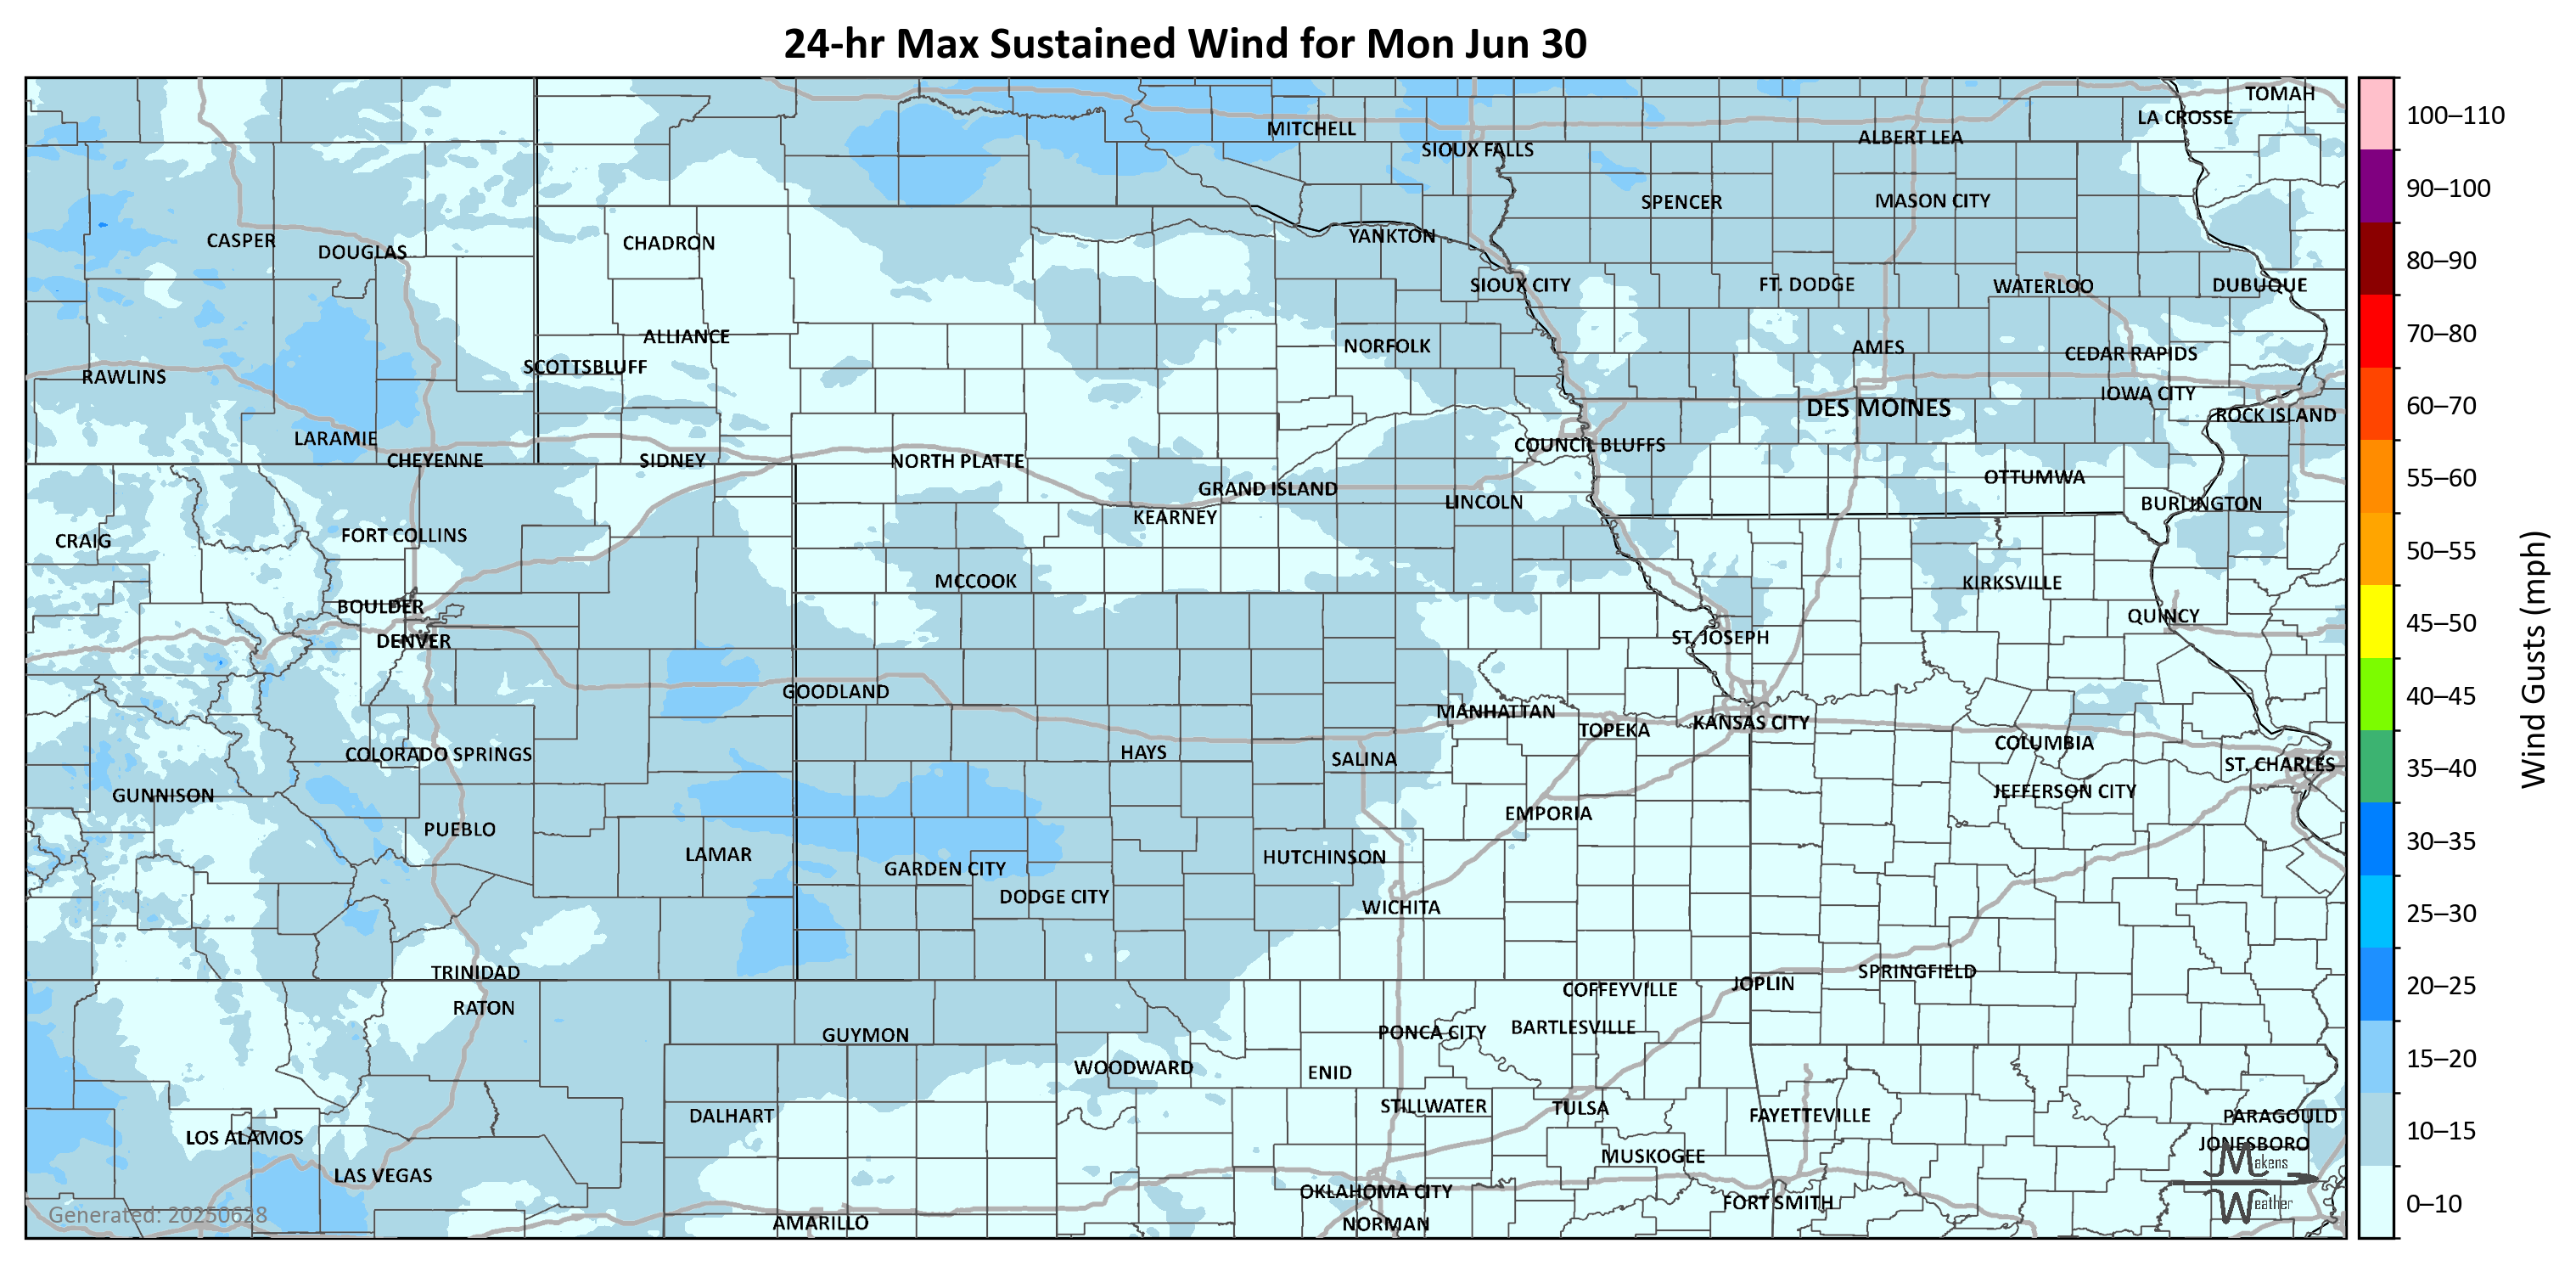 24-hr Max Sustained Wind for Mon Jun 30
TOMAH
LA CROSSE
MITCHELL
ALBERT LEA
SIOUX FALLS
SPENCER
MASON CITY
CASPER
DOUGLAS
CHADRON
YANKTON
SIOUX CITY
FT. DODGE
WATERLOO
DUBUQUE
ALLIANCE
NORFOLK
AMES
CEDAR RAPIDS
SCOTTSBLUFF
RAWLINS
IOWA CITY
DES MOINES
ROCK ISLAND
LARAMIE
COUNCIL BLUFFS
CHEYENNE
SIDNEY
NORTH PLATTE
OTTUMWA
GRAND ISLAND
LINCOLN
BURLINGTON
KEARNEY
FORT COLLINS
CRAIG
MCCOOK
KIRKSVILLE
BOULDER
QUINCY
DENVER
ST. JOSEPH
GOODLAND
MANHATTAN
TOPEKA
KANSAS CITY
COLUMBIA
COLORADO SPRINGS
HAYS
SALINA
ST. CHARLES
GUNNISON
JEFFERSON CITY
EMPORIA
PUEBLO
LAMAR
HUTCHINSON
GARDEN CITY
DODGE CITY
WICHITA
TRINIDAD
SPRINGFIELD
JOPLIN
COFFEYVILLE
RATON
GUYMON
PONCA CITY
BARTLESVILLE
WOODWARD
ENID
DALHART
STILLWATER
TULSA
FAYETTEVILLE
PARAGOULD
LOS ALAMOS
JONESBORO
MUSKOGEE
Makens
LAS VEGAS
OKLAHOMA CITY
FORT SMITH
Weather
Generated: 20250628
AMARILLO
NORMAN
100–110
90–100
80–90
70–80
60–70
55–60
50–55
45–50
40–45
35–40
30–35
25–30
20–25
15–20
10–15
0–10
Wind Gusts (mph)